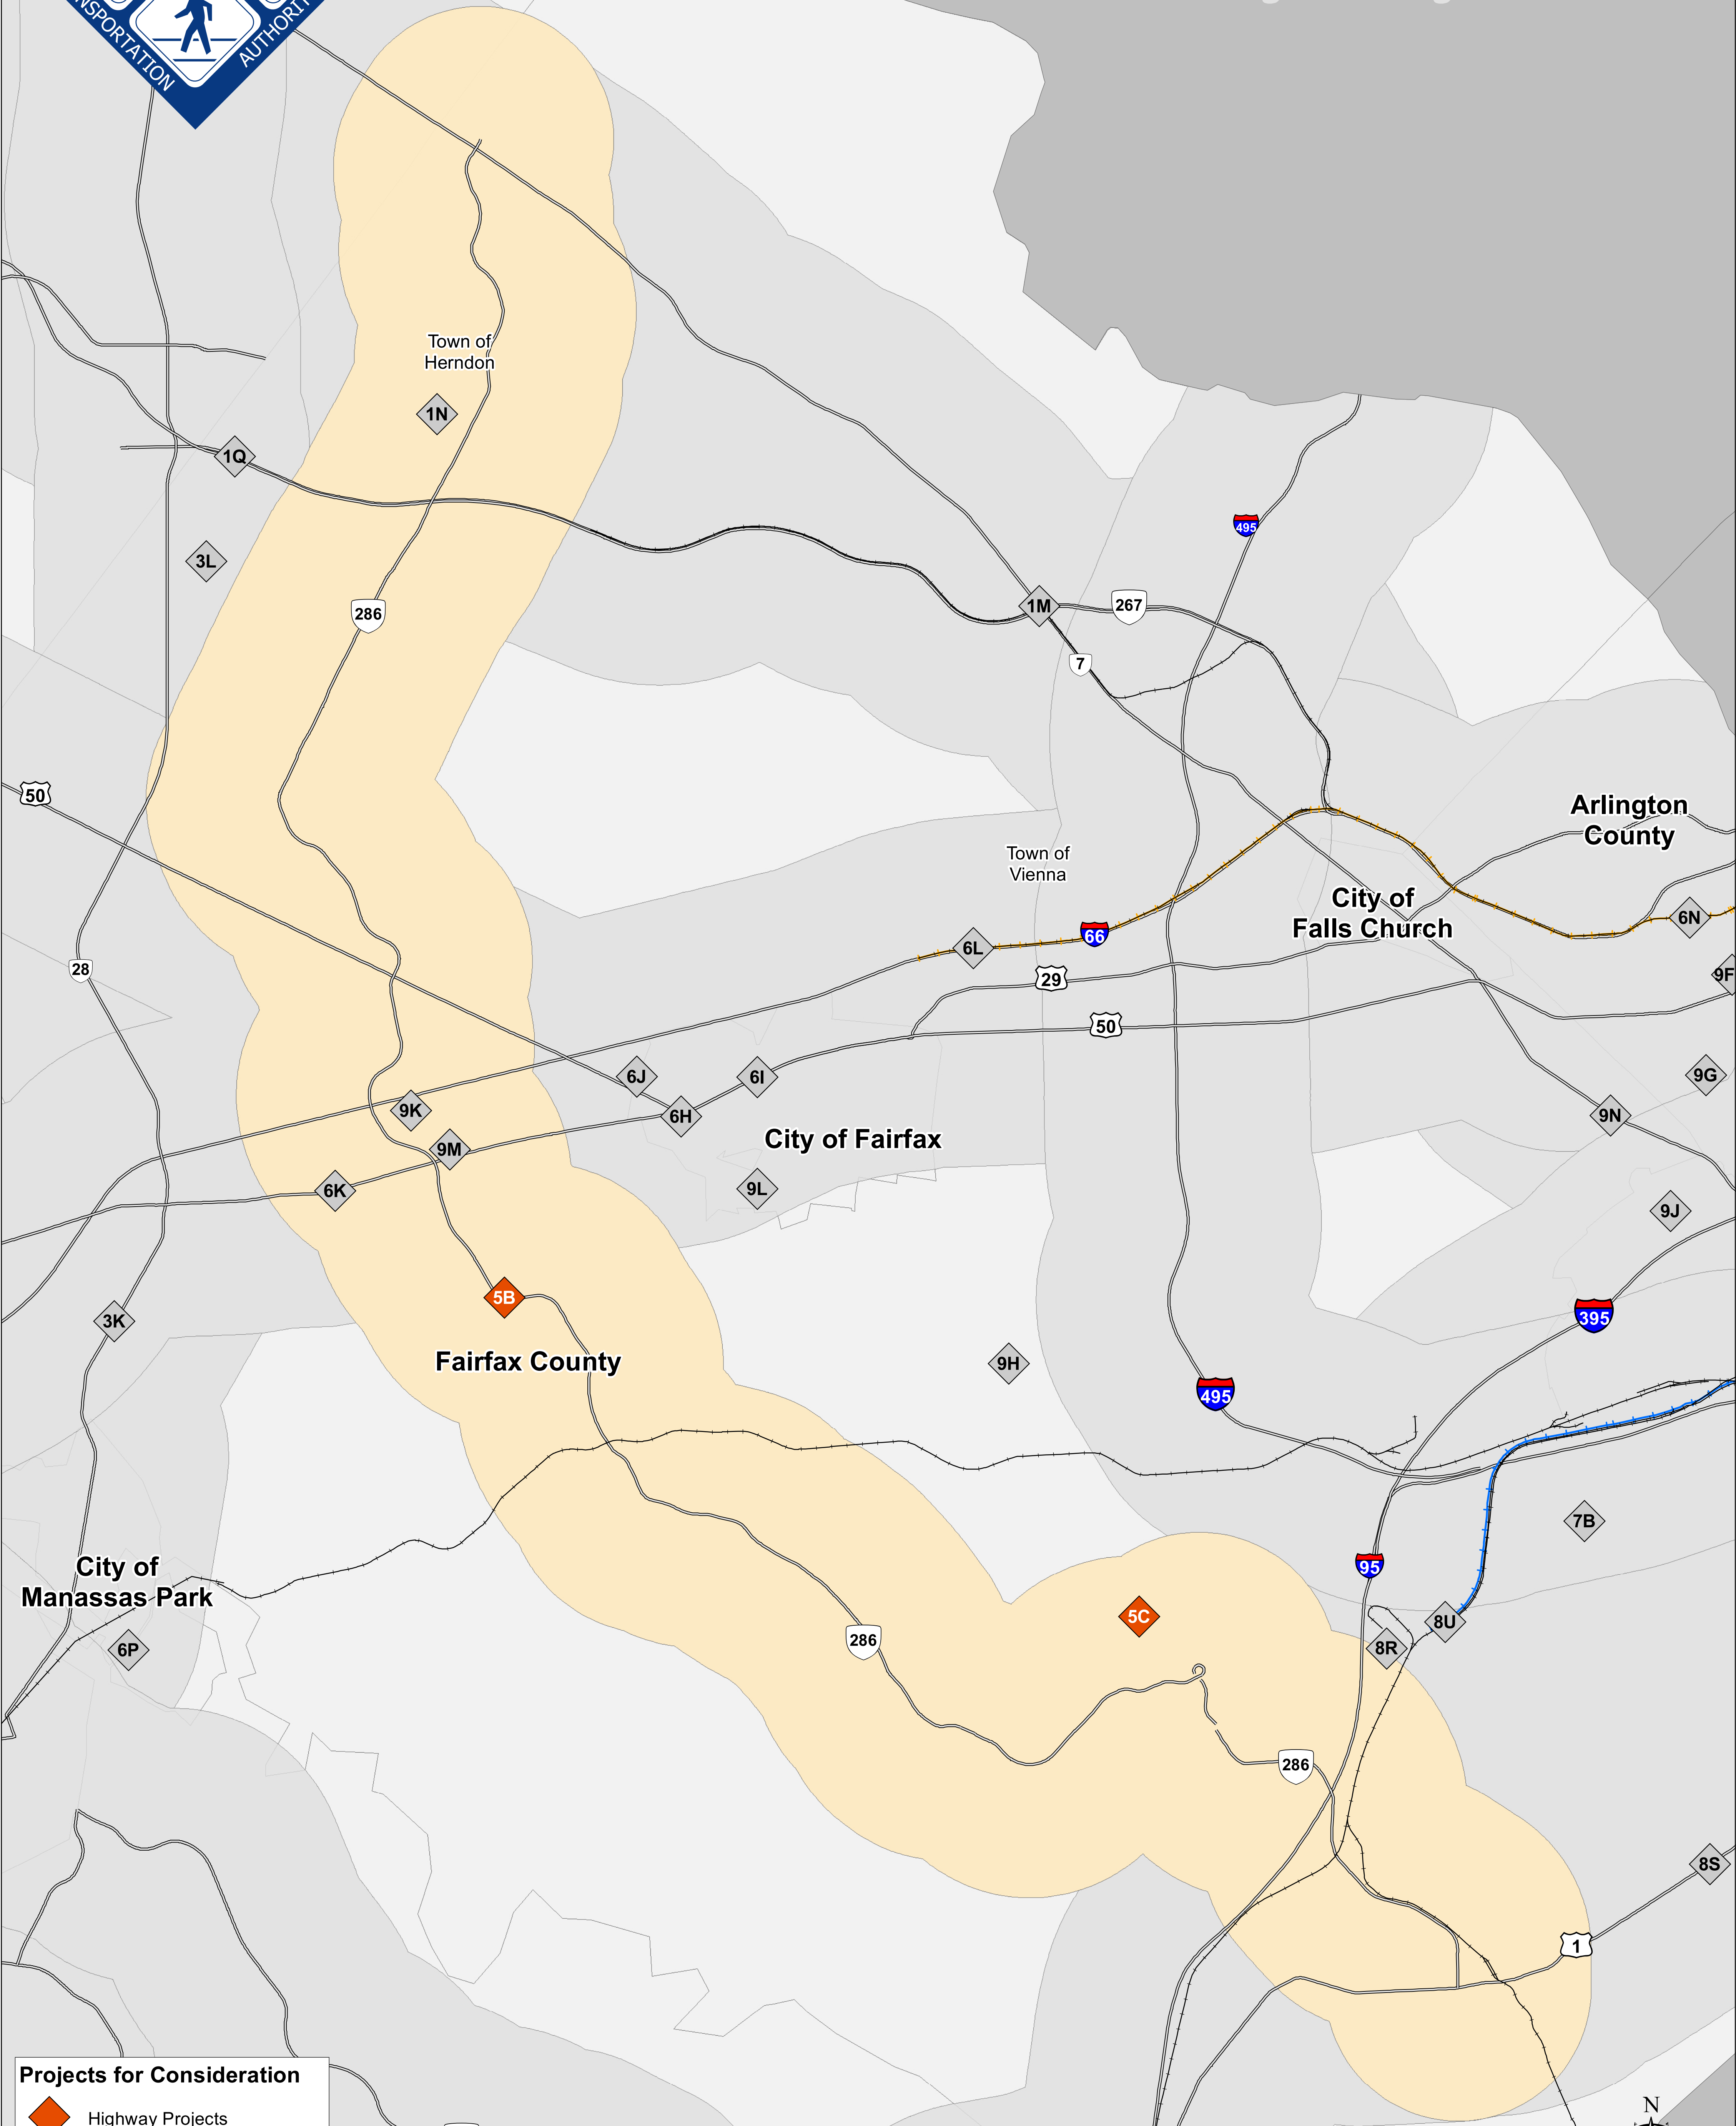 NSPORTATION
AUTHORIT
Town of
Herndon
1N
1Q
3L
286
495
1M
267
7
50
Arlington
County
Town of
Vienna
City of
Falls Church
6N
66
6L
28
29
9F
50
6J
6I
9G
9K
6H
9N
City of Fairfax
9M
6K
9L
9J
5B
395
3K
Fairfax County
9H
495
7B
95
City of
Manassas Park
5C
8U
286
8R
6P
286
8S
1
Projects for Consideration
Highway Projects
N